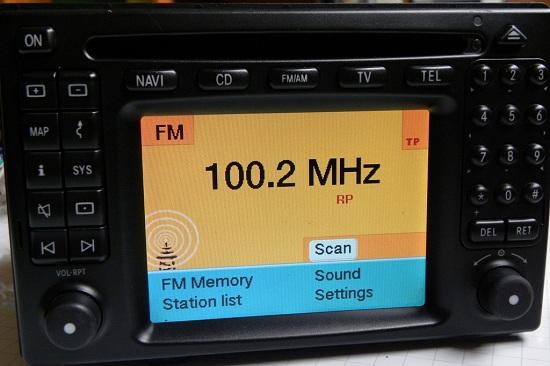 ON
NAVI CD FM/AM TV TEL
+ -
MAP
i SYS
VOL-RPT
FM
TP
100.2 MHz
RP
Scan
FM Memory Sound
Station list Settings
1 2 3
4 5 6
7 8 9
* 0 #
DEL RET